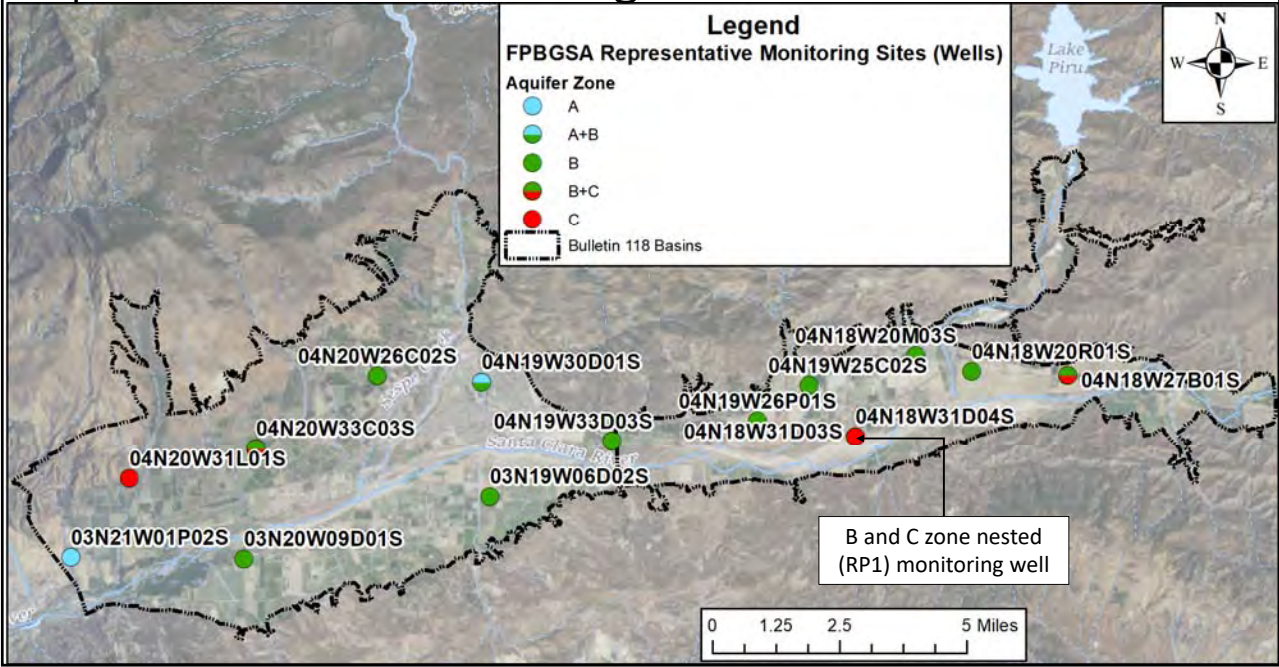 Legend
FPBGSA Representative Monitoring Sites (Wells)
Aquifer Zone
A
A+B
B
B+C
C
Bulletin 118 Basins
Lake
Piru
N
W
E
S
04N18W20M03S
04N20W26C02S
04N19W30D01S
04N19W25C02S
04N18W20R01S
04N18W27B01S
04N19W26P01S
04N19W33D03S
04N18W31D03S
04N18W31D04S
04N20W33C03S
Santa Clara River
04N20W31L01S
03N19W06D02S
03N21W01P02S
03N20W09D01S
B and C zone nested
(RP1) monitoring well
0 1.25 2.5 5 Miles